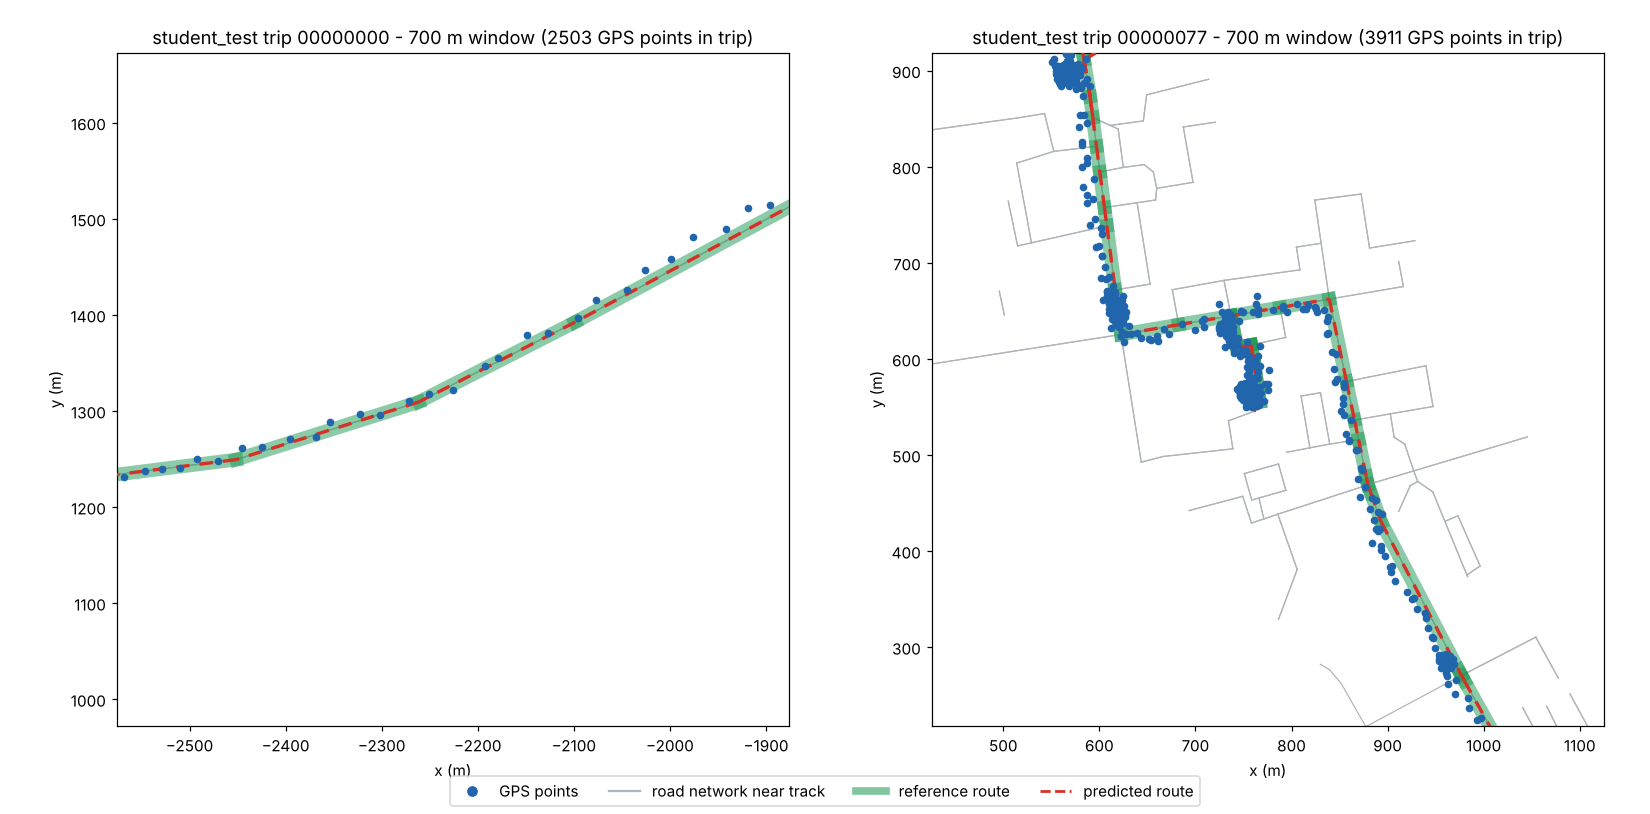 student_test trip 00000000 - 700 m window (2503 GPS points in trip)
1600
1500
1400
1300
1200
1100
1000
y (m)
−2500 −2400 −2300 −2200 −2100 −2000 −1900
x (m)
student_test trip 00000077 - 700 m window (3911 GPS points in trip)
900
800
700
600
500
400
300
y (m)
500 600 700 800 900 1000 1100
x (m)
GPS points road network near track reference route predicted route